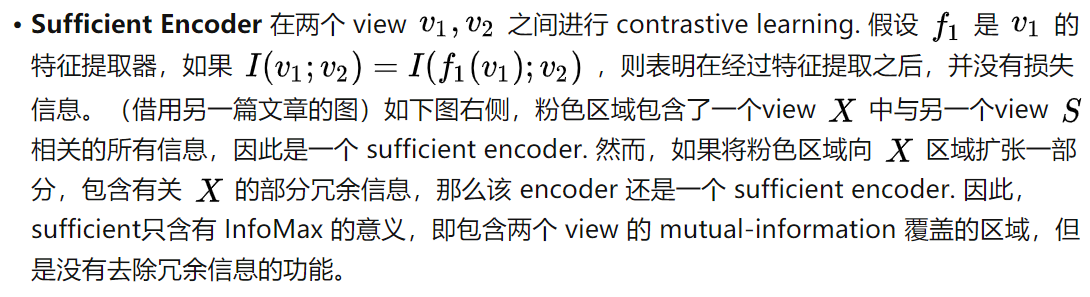 • Sufficient Encoder 在两个 view v₁, v₂ 之间进行 contrastive learning. 假设 f₁ 是 v₁ 的
特征提取器，如果 I(v₁; v₂) = I(f₁(v₁); v₂) ，则表明在经过特征提取之后，并没有损失
信息。（借用另一篇文章的图）如下图右侧，粉色区域包含了一个view X 中与另一个view S
相关的所有信息，因此是一个 sufficient encoder. 然而，如果将粉色区域向 X 区域扩张一部
分，包含有关 X 的部分冗余信息，那么该 encoder 还是一个 sufficient encoder. 因此，
sufficient只含有 InfoMax 的意义，即包含两个 view 的 mutual-information 覆盖的区域，但
是没有去除冗余信息的功能。